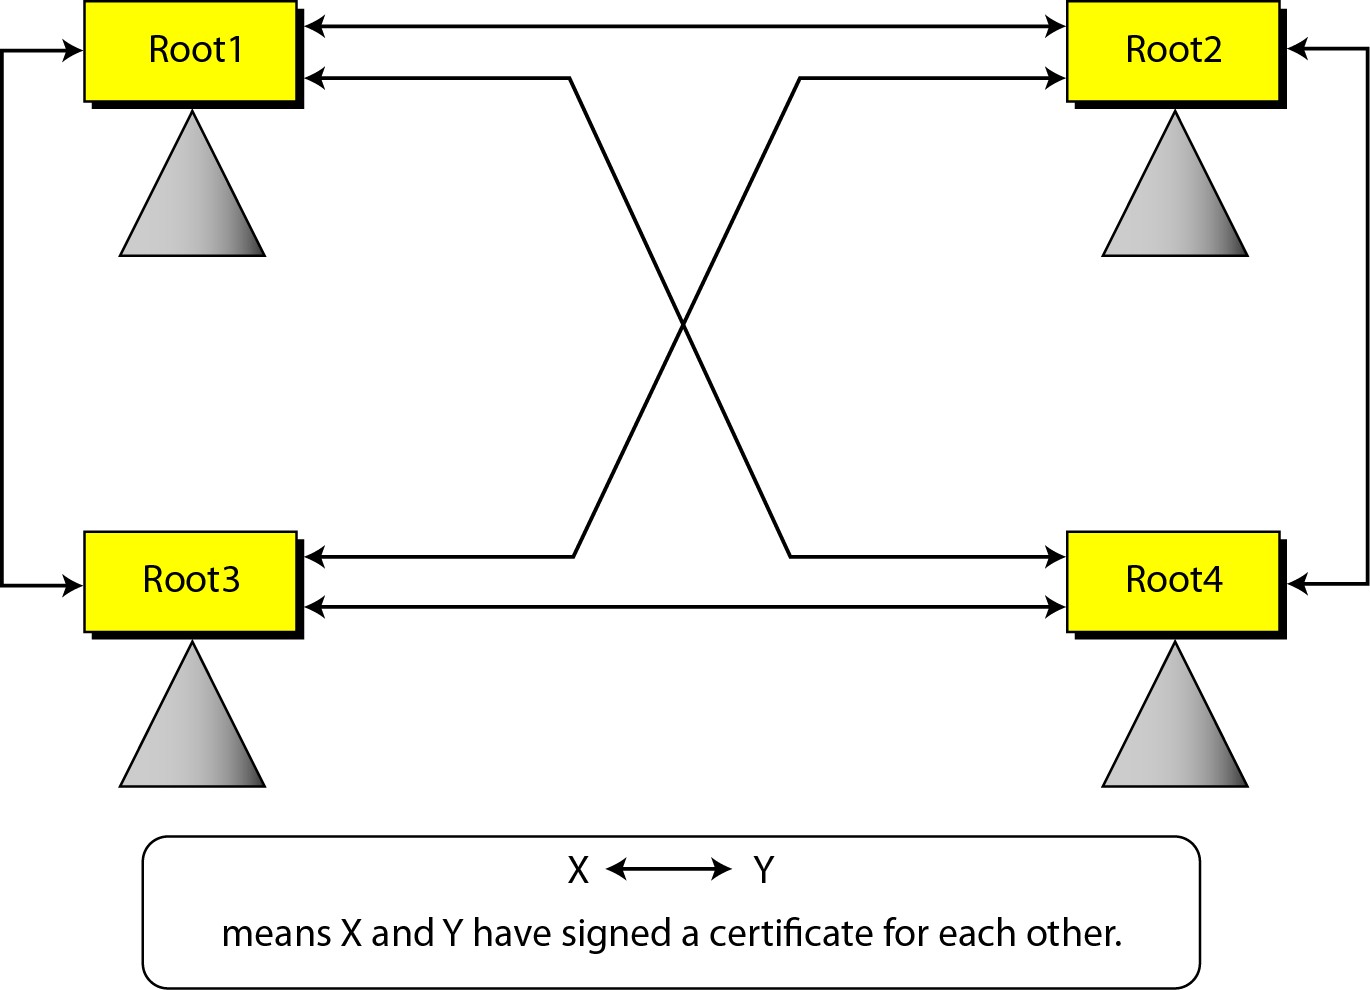 Root1
Root2
Root3
Root4
X Y
means X and Y have signed a certificate for each other.